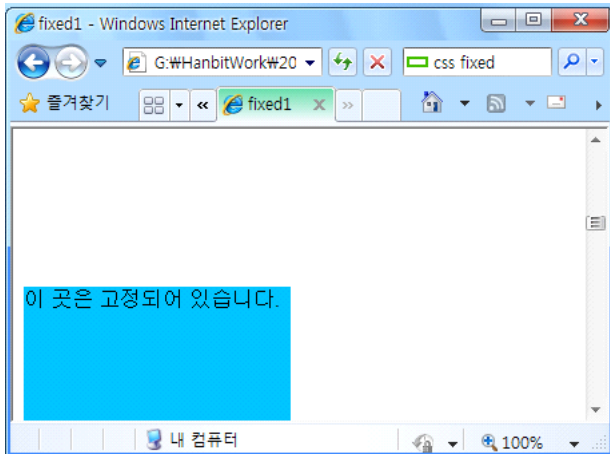 fixed1 - Windows Internet Explorer
G:₩HanbitWork₩20
css fixed
즐겨찾기
fixed1
이 곳은 고정되어 있습니다.
내 컴퓨터
100%